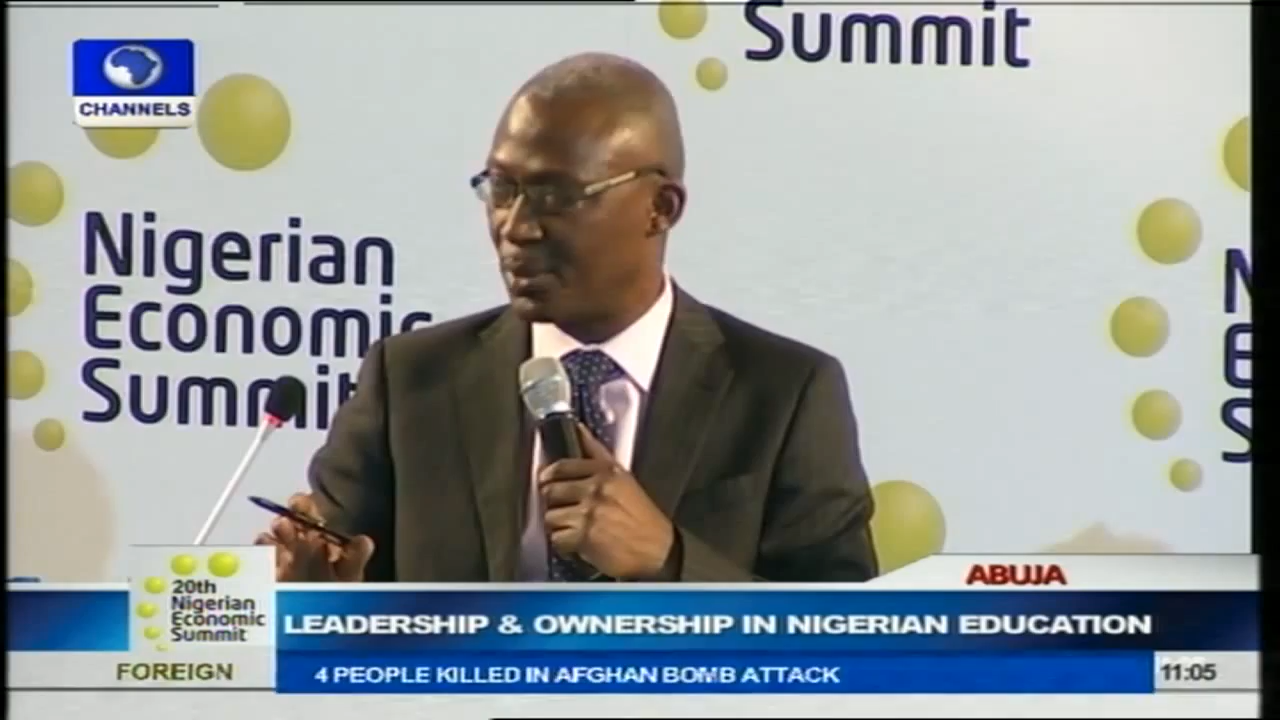 Summit
CHANNELS
Nigerian
Economic
Summit
N
E
S
ABUJA
20th
Nigerian
Economic
Summit
LEADERSHIP & OWNERSHIP IN NIGERIAN EDUCATION
FOREIGN
4 PEOPLE KILLED IN AFGHAN BOMB ATTACK
11:05